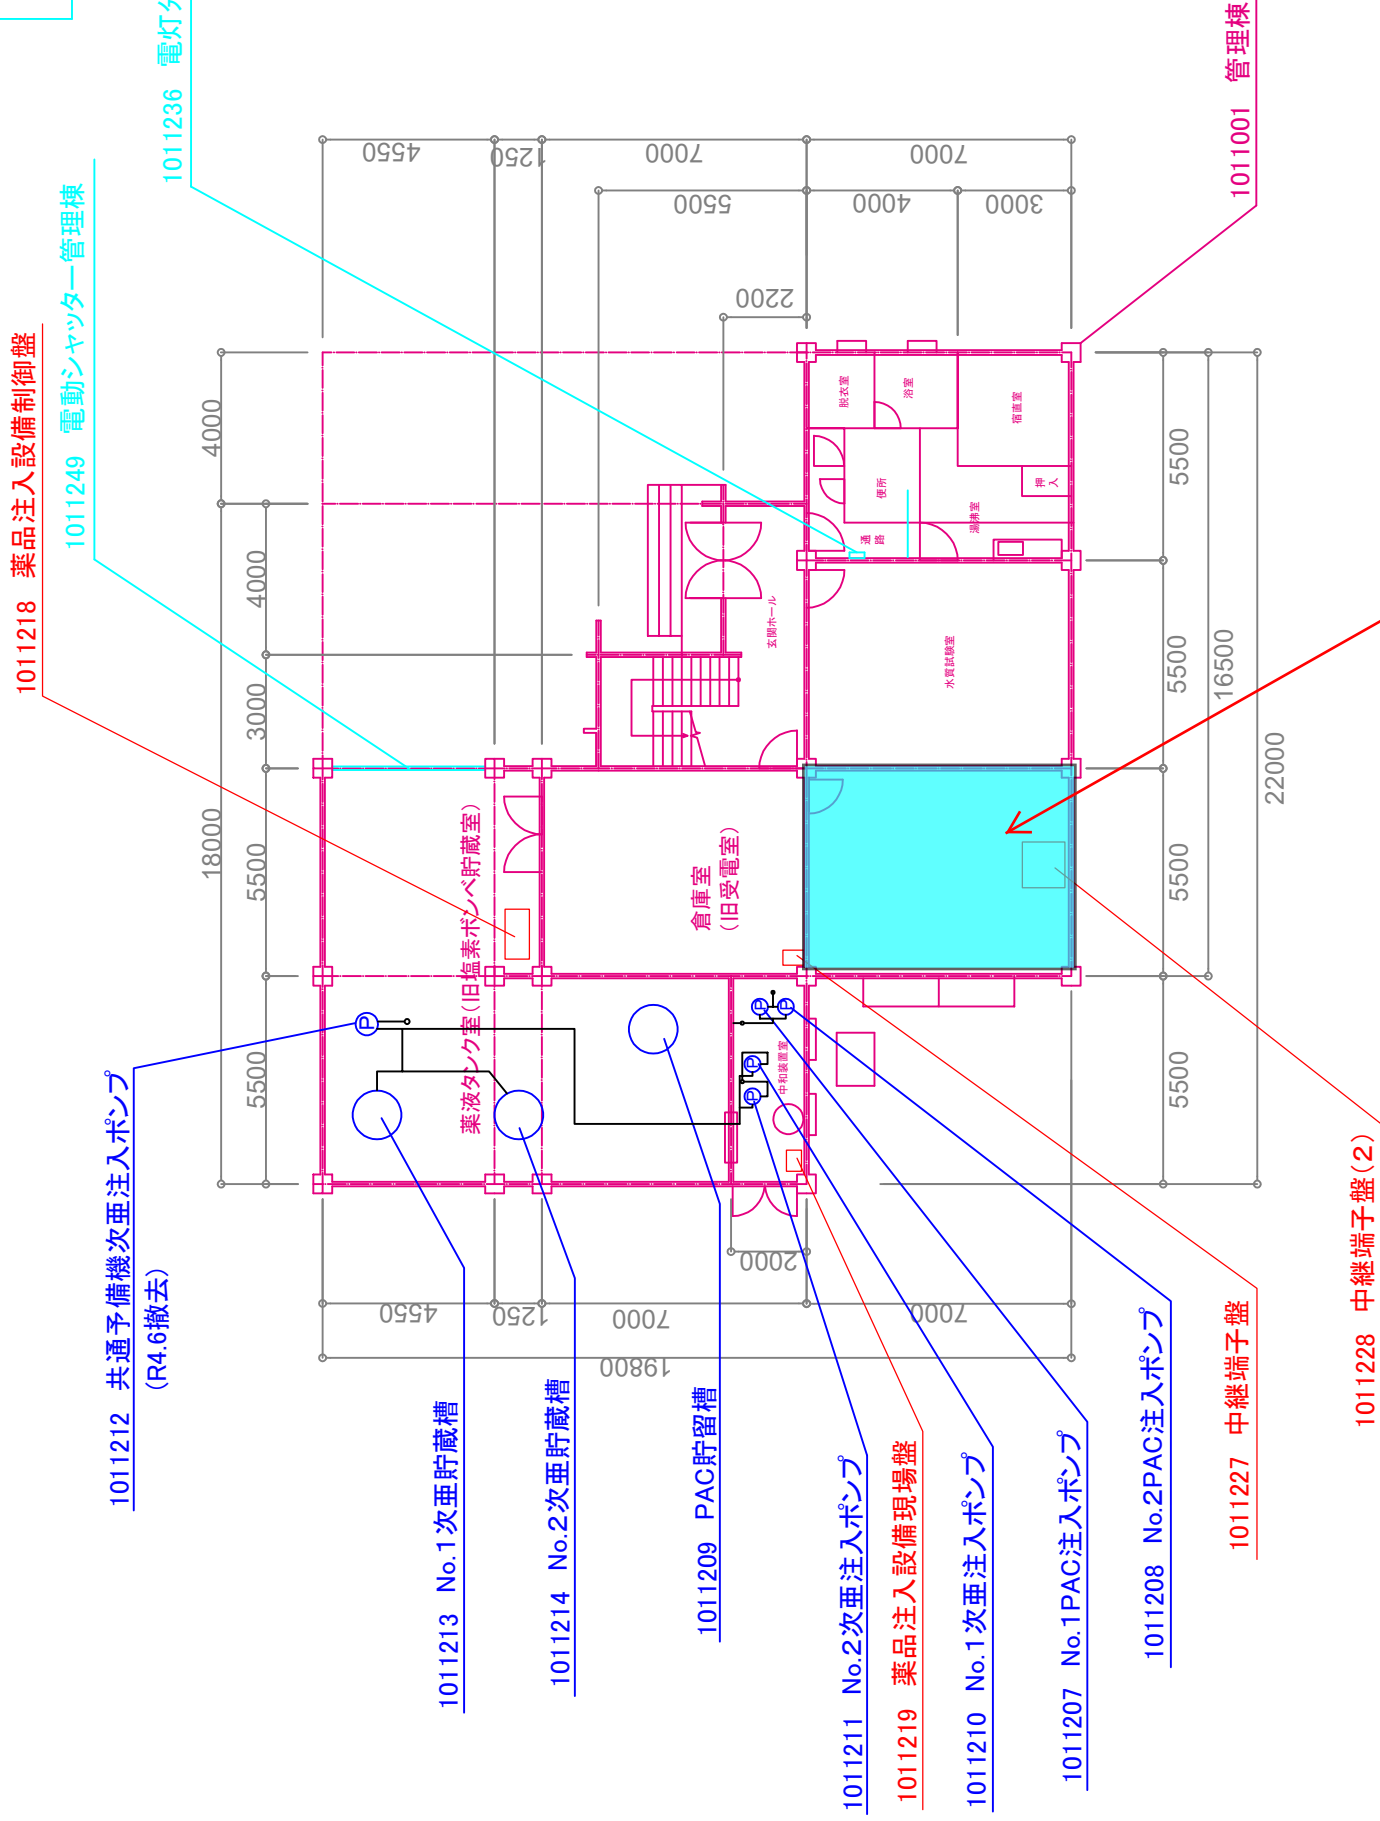 1011218 薬品注入設備制御盤
1011249 電動シャッター管理棟
1011236 電灯
1011001 管理棟
1011212 共通予備機次亜注入ポンプ
(R4.6撤去)
1011213 No.1次亜貯蔵槽
1011214 No.2次亜貯蔵槽
1011209 PAC貯留槽
1011211 No.2次亜注入ポンプ
1011219 薬品注入設備現場盤
1011210 No.1次亜注入ポンプ
1011207 No.1PAC注入ポンプ
1011208 No.2PAC注入ポンプ
1011227 中継端子盤
1011228 中継端子盤(2)
薬液タンク室(旧塩素ボンベ貯蔵室)
倉庫室
(旧受電室)
中和装置室
玄関ホール
水質試験室
脱衣室
浴室
宿直室
便所
押入
湯沸室
通路
P
P
P
P
P
4000
18000
4000
3000
5500
5500
4550
1250
7000
7000
5500
4000
3000
2200
5500
5500
5500
5500
16500
22000
2000
4550
1250
7000
7000
19800